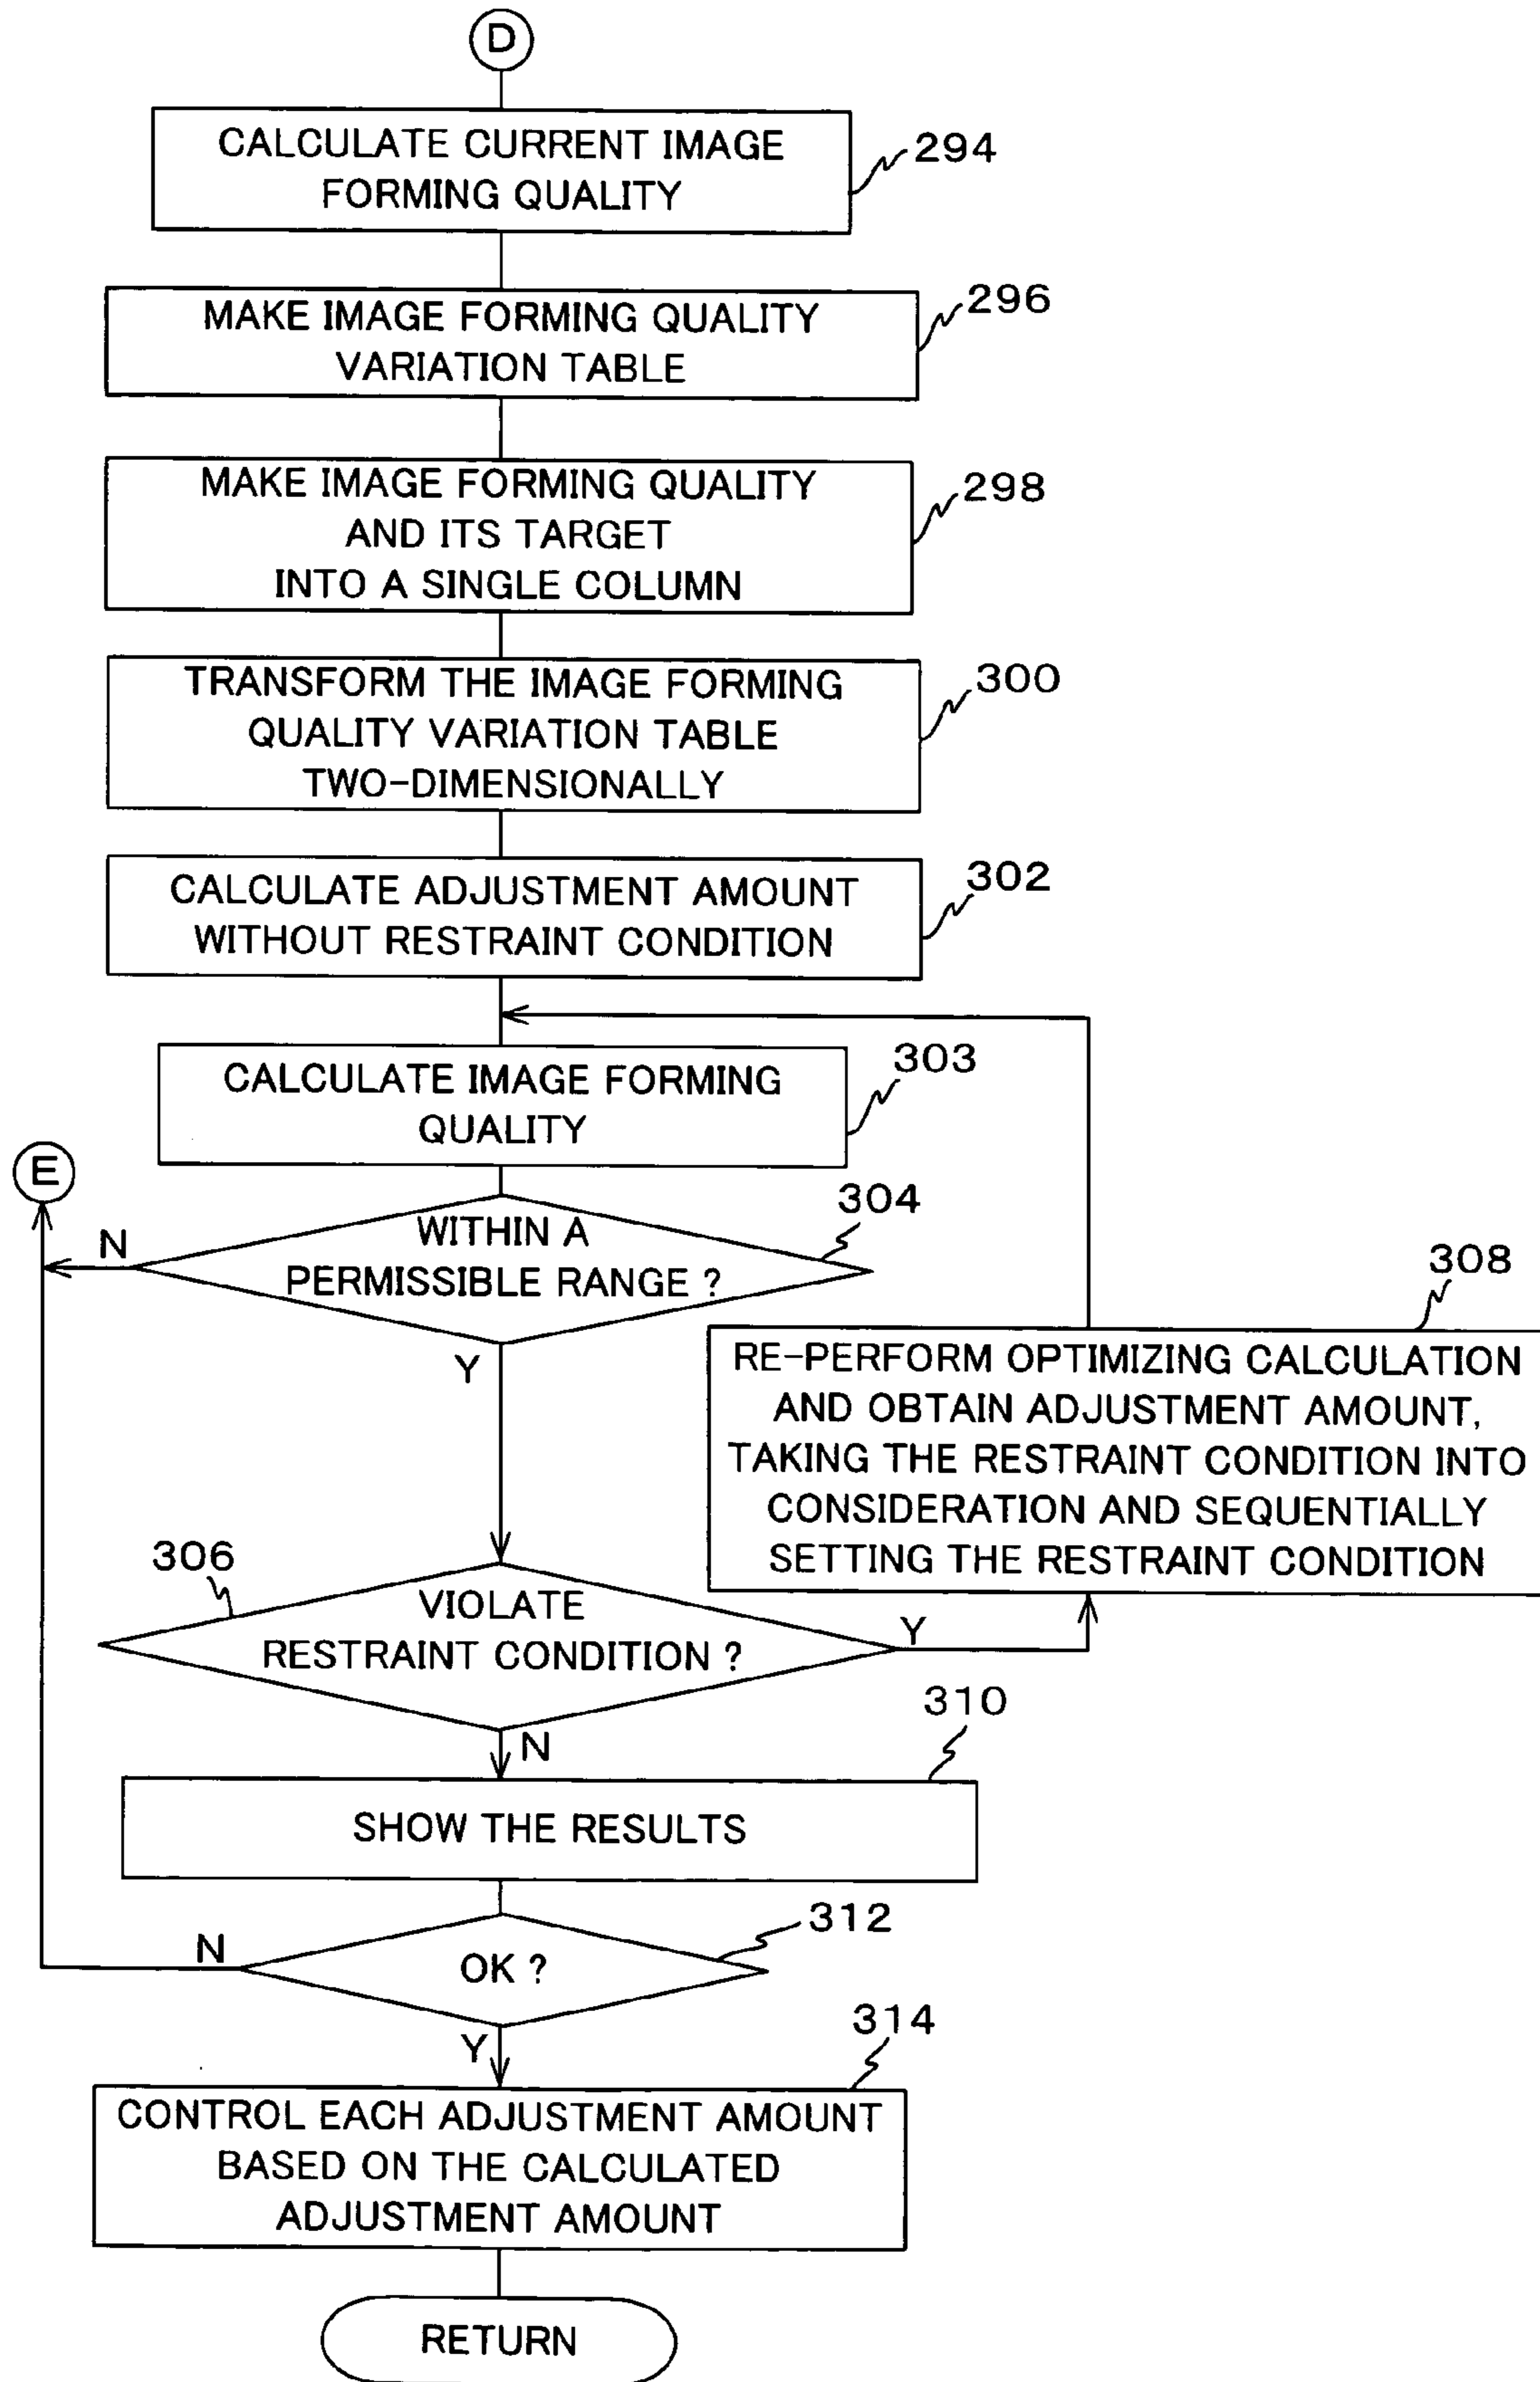 D
CALCULATE CURRENT IMAGE
FORMING QUALITY
294
MAKE IMAGE FORMING QUALITY
VARIATION TABLE
296
MAKE IMAGE FORMING QUALITY
AND ITS TARGET
INTO A SINGLE COLUMN
298
TRANSFORM THE IMAGE FORMING
QUALITY VARIATION TABLE
TWO-DIMENSIONALLY
300
CALCULATE ADJUSTMENT AMOUNT
WITHOUT RESTRAINT CONDITION
302
CALCULATE IMAGE FORMING
QUALITY
303
E
N
WITHIN A
PERMISSIBLE RANGE ?
304
Y
308
RE-PERFORM OPTIMIZING CALCULATION
AND OBTAIN ADJUSTMENT AMOUNT,
TAKING THE RESTRAINT CONDITION INTO
CONSIDERATION AND SEQUENTIALLY
SETTING THE RESTRAINT CONDITION
306
VIOLATE
RESTRAINT CONDITION ?
Y
N
310
SHOW THE RESULTS
N
OK ?
312
Y
314
CONTROL EACH ADJUSTMENT AMOUNT
BASED ON THE CALCULATED
ADJUSTMENT AMOUNT
RETURN